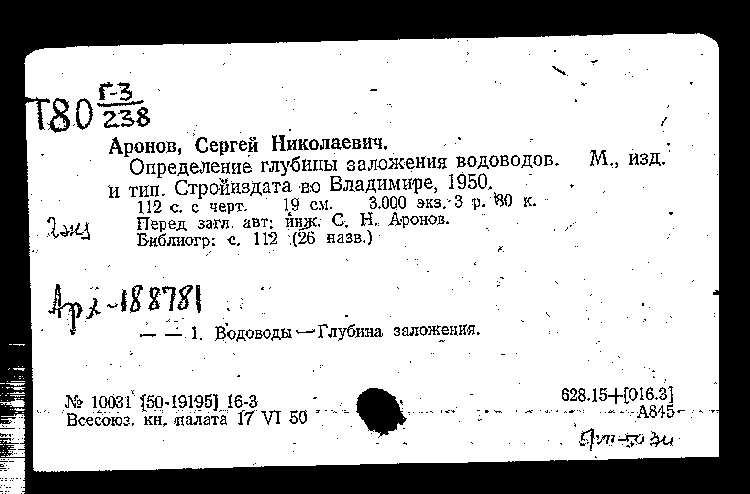 Т80 Г-3/238
Аронов, Сергей Николаевич.
Определение глубины заложения водоводов. М., изд.
и тип. Стройиздата во Владимире, 1950.
112 с. с черт. 19 см. 3.000 экз. 3 р. 80 к.
Перед загл. авт: инж. С. Н. Аронов.
2 экз
Библиогр: с. 112 (26 назв.)
Арх-188781
— — 1. Водоводы — Глубина заложения.
№ 10031 [50-19195] 16-3
628.15+[016.3]
Всесоюз. кн. палата 17 VI 50
А845